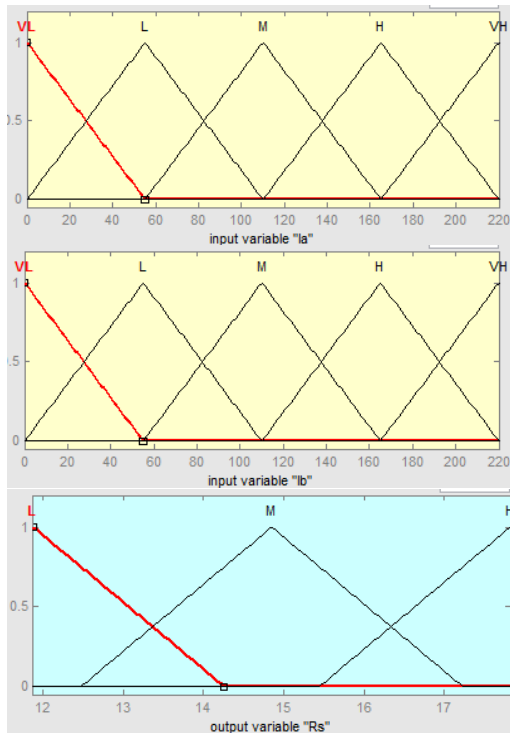 VL L M H VH
1
0.5
0
0 20 40 60 80 100 120 140 160 180 200 220
input variable "Ia"
VL L M H VH
1
0.5
0
0 20 40 60 80 100 120 140 160 180 200 220
input variable "Ib"
L M H
1
0.5
0
12 13 14 15 16 17
output variable "Rs"